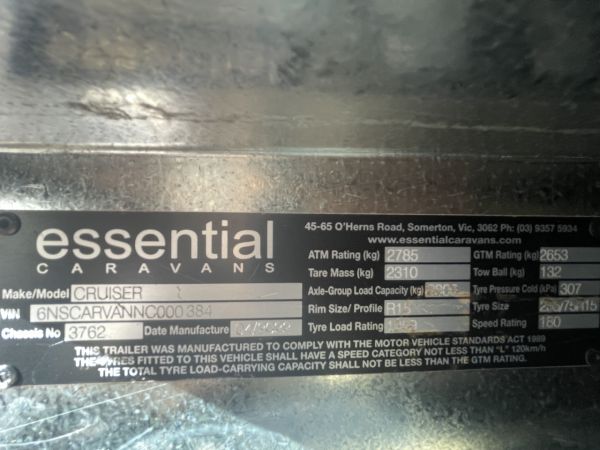 essential
CARAVANS
45-65 O'Herns Road, Somerton, Vic, 3062 Ph: (03) 9357 5934
www.essentialcaravans.com
ATM Rating (kg) 2785 GTM Rating (kg) 2653
Tare Mass (kg) 2310 Tow Ball (kg) 132
Make/Model CRUISER Axle-Group Load Capacity (kg) Tyre Pressure Cold (kPa) 307
VIN 6NSCARVANNC000384 Rim Size/ Profile R15 Tyre Size
Chassis No 3762 Date Manufacture Tyre Load Rating Speed Rating 180
THIS TRAILER WAS MANUFACTURED TO COMPLY WITH THE MOTOR VEHICLE STANDARDS ACT 1989
THE TYRES FITTED TO THIS VEHICLE SHALL HAVE A SPEED CATEGORY NOT LESS THAN "L" 120km/h
THE TOTAL TYRE LOAD-CARRYING CAPACITY SHALL NOT BE LESS THAN THE GTM RATING.